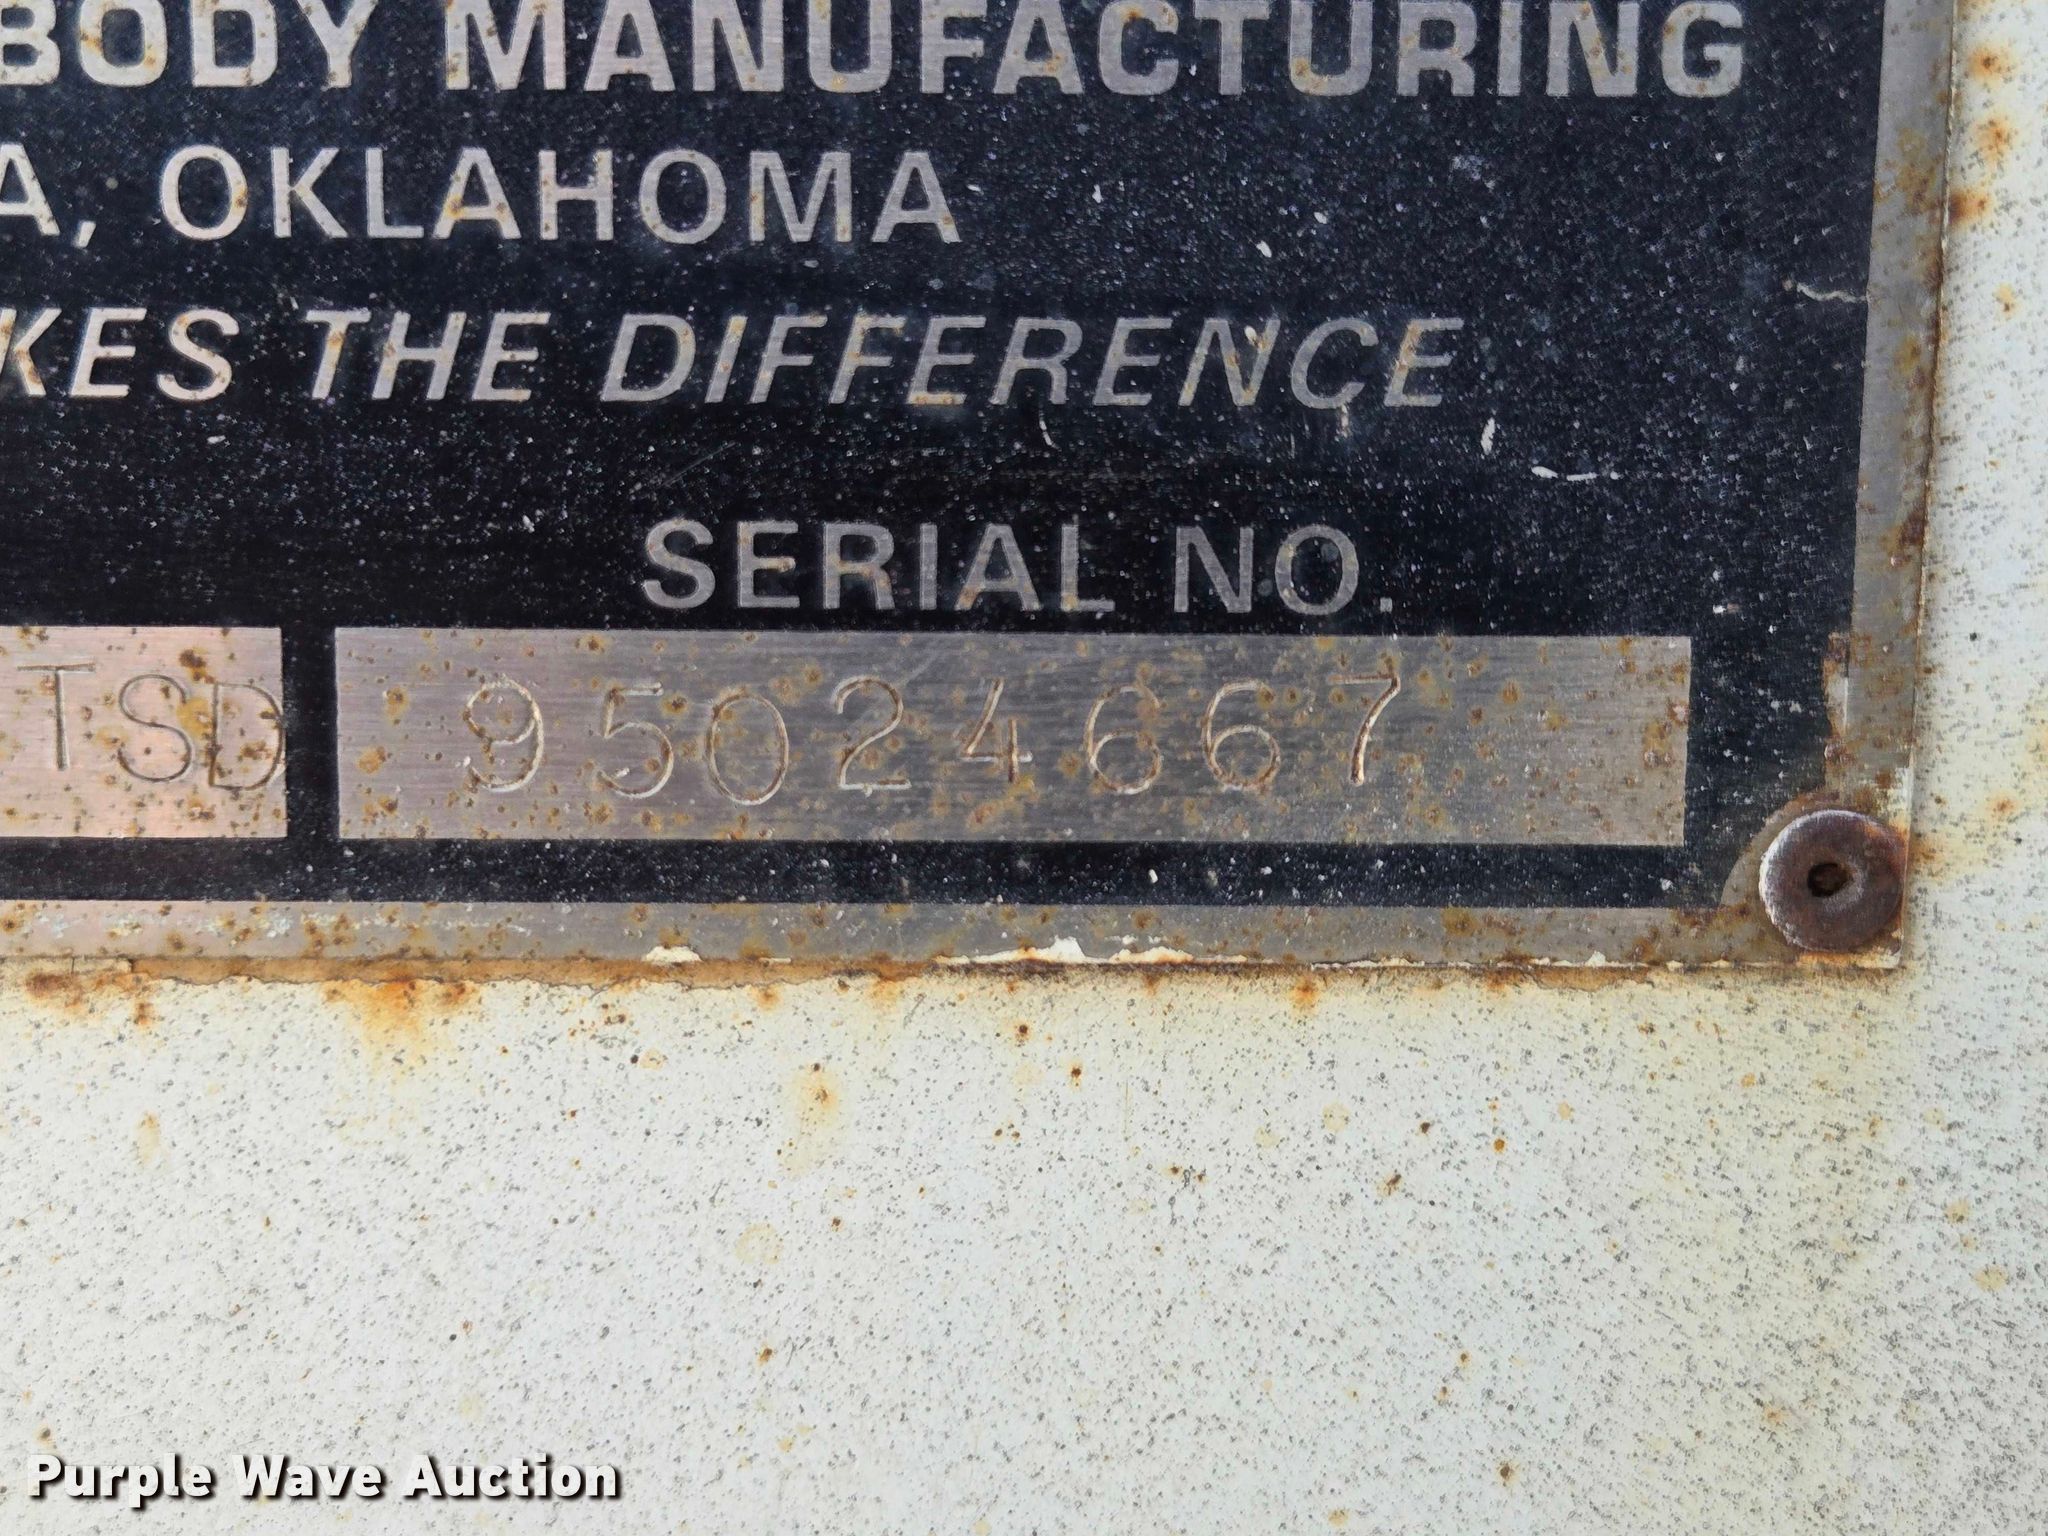 BODY MANUFACTURING
A, OKLAHOMA
KES THE DIFFERENCE
SERIAL NO.
TSD 95024667
Purple Wave Auction